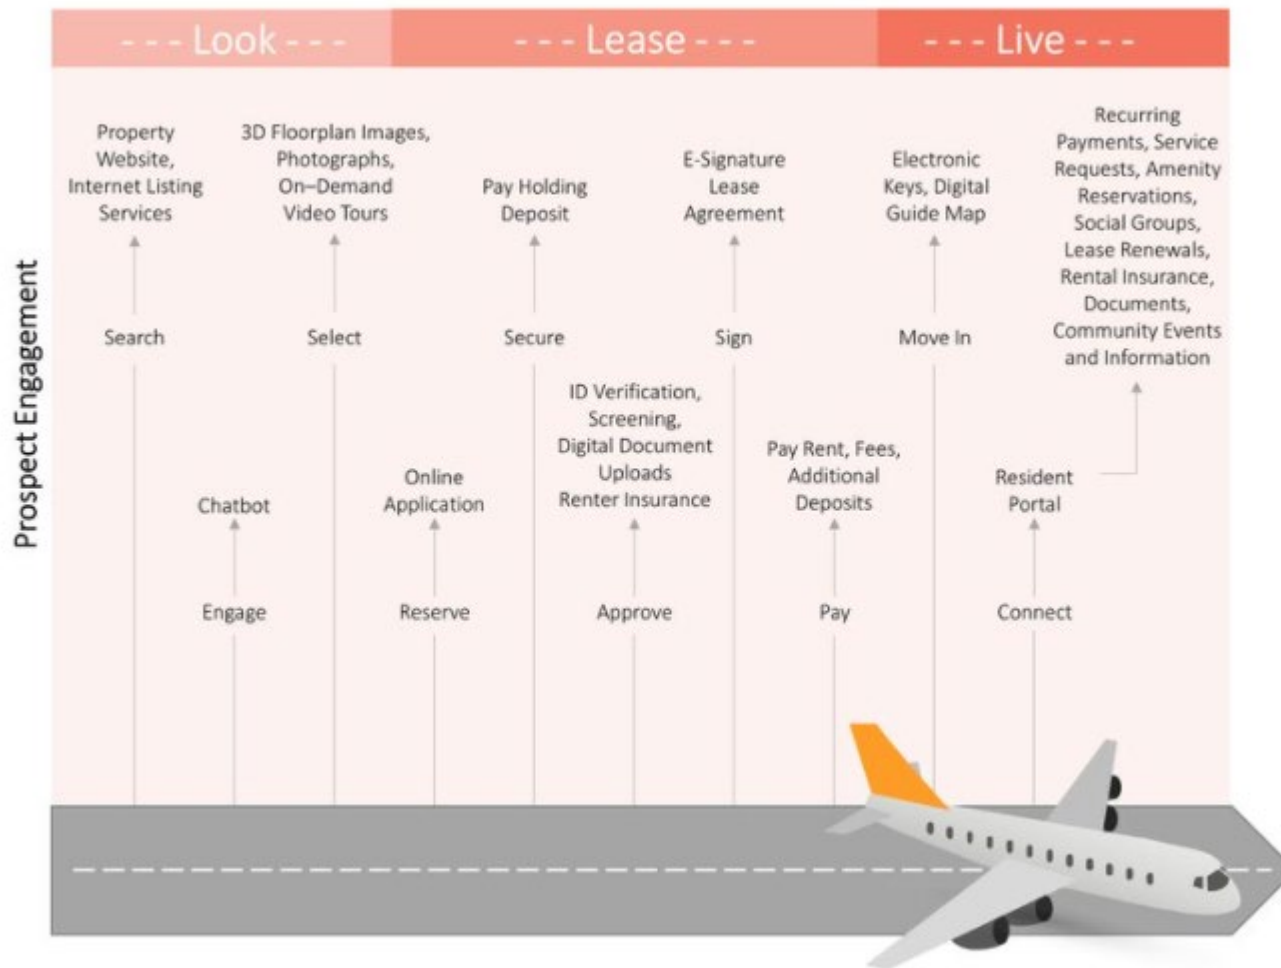 - - - Look - - -
- - - Lease - - -
- - - Live - - -
Prospect Engagement
Property
Website,
Internet Listing
Services
Search
Chatbot
Engage
3D Floorplan Images,
Photographs,
On–Demand
Video Tours
Select
Online
Application
Reserve
Pay Holding
Deposit
Secure
ID Verification,
Screening,
Digital Document
Uploads
Renter Insurance
Approve
E-Signature
Lease
Agreement
Sign
Pay Rent, Fees,
Additional
Deposits
Pay
Electronic
Keys, Digital
Guide Map
Move In
Resident
Portal
Connect
Recurring
Payments, Service
Requests, Amenity
Reservations,
Social Groups,
Lease Renewals,
Rental Insurance,
Documents,
Community Events
and Information